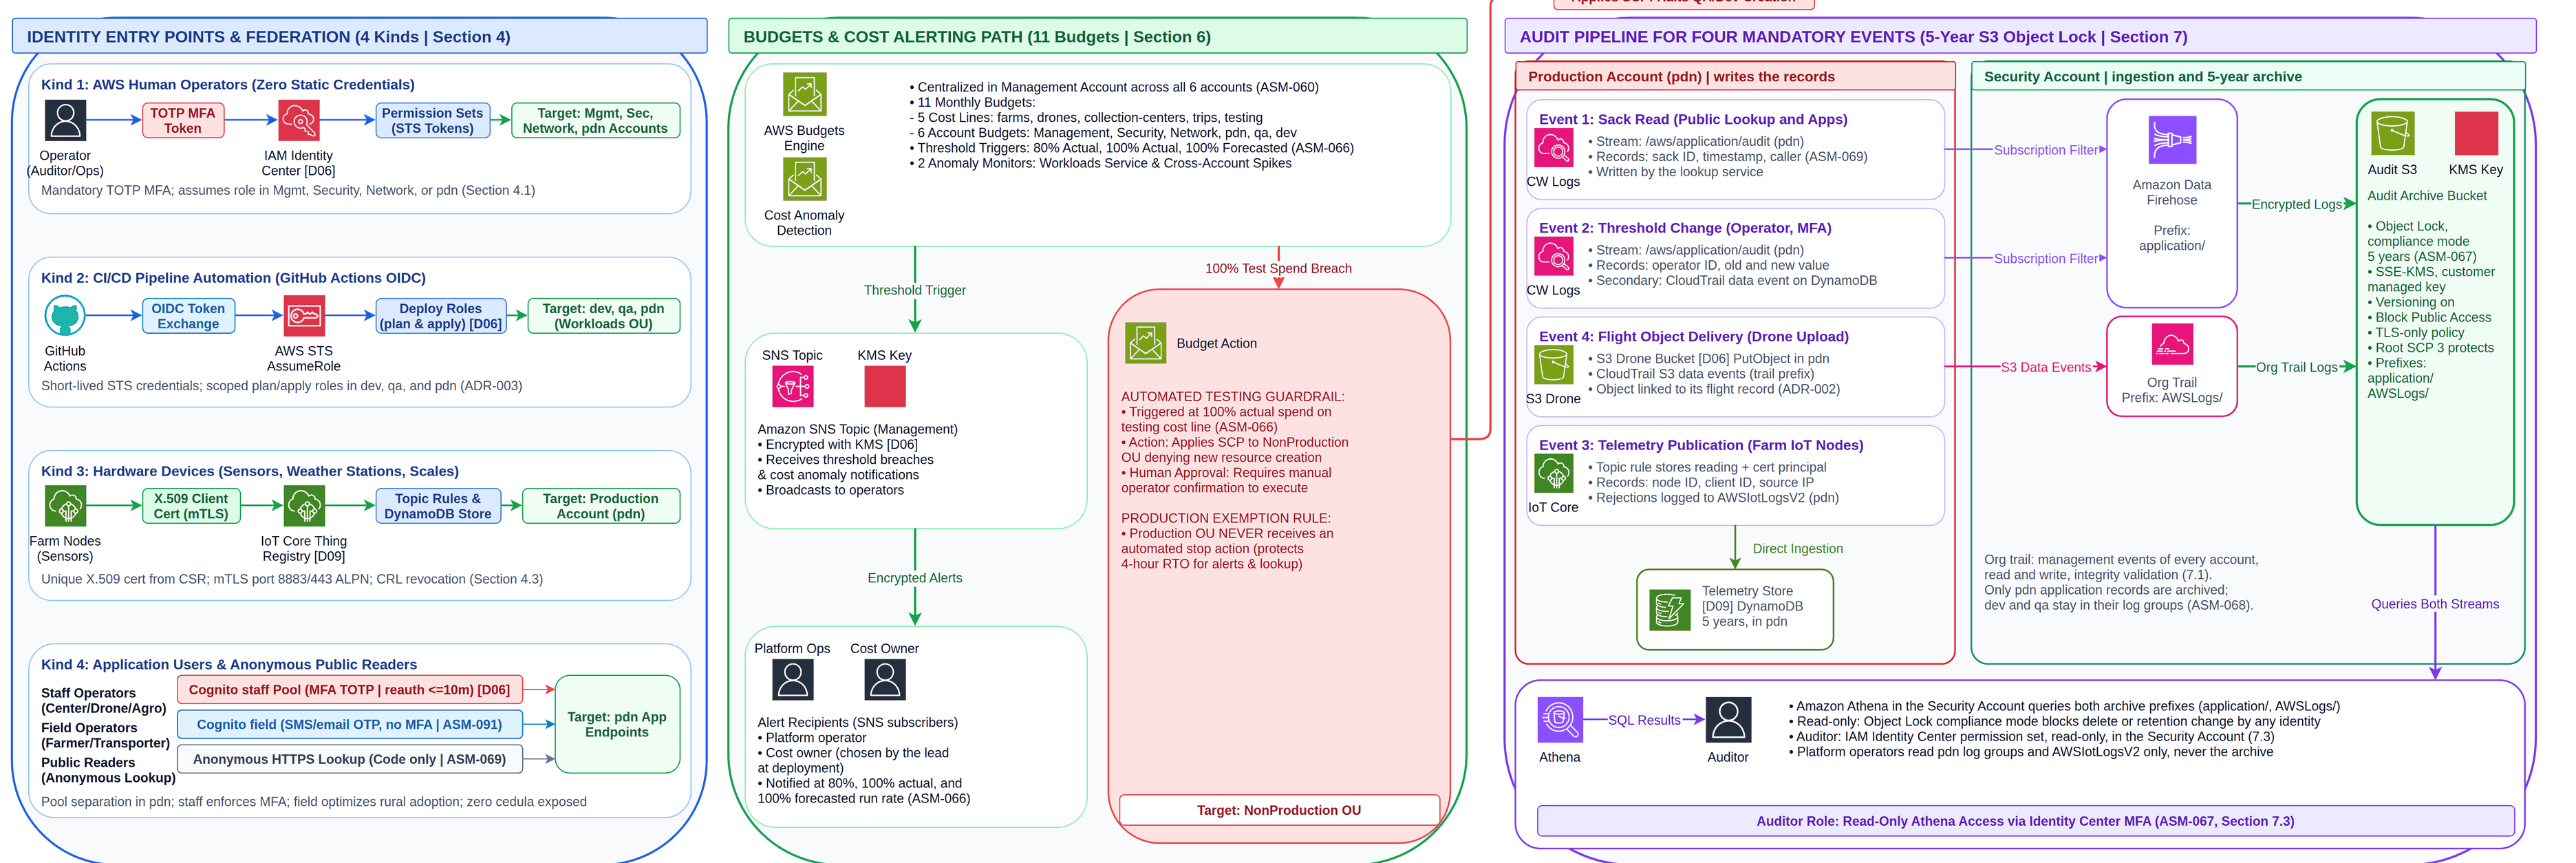 Applies SCP: Halts QA/Dev Creation
IDENTITY ENTRY POINTS & FEDERATION (4 Kinds | Section 4)
Kind 1: AWS Human Operators (Zero Static Credentials)
TOTP MFA
Token
Permission Sets
(STS Tokens)
Target: Mgmt, Sec,
Network, pdn Accounts
Operator
(Auditor/Ops)
IAM Identity
Center [D06]
Mandatory TOTP MFA; assumes role in Mgmt, Security, Network, or pdn (Section 4.1)
Kind 2: CI/CD Pipeline Automation (GitHub Actions OIDC)
OIDC Token
Exchange
Deploy Roles
(plan & apply) [D06]
Target: dev, qa, pdn
(Workloads OU)
GitHub
Actions
AWS STS
AssumeRole
Short-lived STS credentials; scoped plan/apply roles in dev, qa, and pdn (ADR-003)
Kind 3: Hardware Devices (Sensors, Weather Stations, Scales)
X.509 Client
Cert (mTLS)
Topic Rules &
DynamoDB Store
Target: Production
Account (pdn)
Farm Nodes
(Sensors)
IoT Core Thing
Registry [D09]
Unique X.509 cert from CSR; mTLS port 8883/443 ALPN; CRL revocation (Section 4.3)
Kind 4: Application Users & Anonymous Public Readers
Staff Operators
(Center/Drone/Agro)
Cognito staff Pool (MFA TOTP | reauth <=10m) [D06]
Field Operators
(Farmer/Transporter)
Cognito field (SMS/email OTP, no MFA | ASM-091)
Public Readers
(Anonymous Lookup)
Anonymous HTTPS Lookup (Code only | ASM-069)
Target: pdn App
Endpoints
Pool separation in pdn; staff enforces MFA; field optimizes rural adoption; zero cedula exposed
BUDGETS & COST ALERTING PATH (11 Budgets | Section 6)
AWS Budgets
Engine
Cost Anomaly
Detection
• Centralized in Management Account across all 6 accounts (ASM-060)
• 11 Monthly Budgets:
- 5 Cost Lines: farms, drones, collection-centers, trips, testing
- 6 Account Budgets: Management, Security, Network, pdn, qa, dev
• Threshold Triggers: 80% Actual, 100% Actual, 100% Forecasted (ASM-066)
• 2 Anomaly Monitors: Workloads Service & Cross-Account Spikes
Threshold Trigger
100% Test Spend Breach
SNS Topic
KMS Key
Amazon SNS Topic (Management)
• Encrypted with KMS [D06]
• Receives threshold breaches
& cost anomaly notifications
• Broadcasts to operators
Encrypted Alerts
Platform Ops
Cost Owner
Alert Recipients (SNS subscribers)
• Platform operator
• Cost owner (chosen by the lead
at deployment)
• Notified at 80%, 100% actual, and
100% forecasted run rate (ASM-066)
Budget Action
AUTOMATED TESTING GUARDRAIL:
• Triggered at 100% actual spend on
testing cost line (ASM-066)
• Action: Applies SCP to NonProduction
OU denying new resource creation
• Human Approval: Requires manual
operator confirmation to execute
PRODUCTION EXEMPTION RULE:
• Production OU NEVER receives an
automated stop action (protects
4-hour RTO for alerts & lookup)
Target: NonProduction OU
AUDIT PIPELINE FOR FOUR MANDATORY EVENTS (5-Year S3 Object Lock | Section 7)
Production Account (pdn) | writes the records
Event 1: Sack Read (Public Lookup and Apps)
• Stream: /aws/application/audit (pdn)
• Records: sack ID, timestamp, caller (ASM-069)
• Written by the lookup service
CW Logs
Event 2: Threshold Change (Operator, MFA)
• Stream: /aws/application/audit (pdn)
• Records: operator ID, old and new value
• Secondary: CloudTrail data event on DynamoDB
CW Logs
Event 4: Flight Object Delivery (Drone Upload)
• S3 Drone Bucket [D06] PutObject in pdn
• CloudTrail S3 data events (trail prefix)
• Object linked to its flight record (ADR-002)
S3 Drone
Event 3: Telemetry Publication (Farm IoT Nodes)
• Topic rule stores reading + cert principal
• Records: node ID, client ID, source IP
• Rejections logged to AWSIotLogsV2 (pdn)
IoT Core
Direct Ingestion
Telemetry Store
[D09] DynamoDB
5 years, in pdn
Security Account | ingestion and 5-year archive
Subscription Filter
Subscription Filter
S3 Data Events
Amazon Data
Firehose
Prefix:
application/
Org Trail
Prefix: AWSLogs/
Encrypted Logs
Org Trail Logs
Audit S3
KMS Key
Audit Archive Bucket
• Object Lock,
compliance mode
5 years (ASM-067)
• SSE-KMS, customer
managed key
• Versioning on
• Block Public Access
• TLS-only policy
• Root SCP 3 protects
• Prefixes:
application/
AWSLogs/
Org trail: management events of every account,
read and write, integrity validation (7.1).
Only pdn application records are archived;
dev and qa stay in their log groups (ASM-068).
Queries Both Streams
Athena
SQL Results
Auditor
• Amazon Athena in the Security Account queries both archive prefixes (application/, AWSLogs/)
• Read-only: Object Lock compliance mode blocks delete or retention change by any identity
• Auditor: IAM Identity Center permission set, read-only, in the Security Account (7.3)
• Platform operators read pdn log groups and AWSIotLogsV2 only, never the archive
Auditor Role: Read-Only Athena Access via Identity Center MFA (ASM-067, Section 7.3)